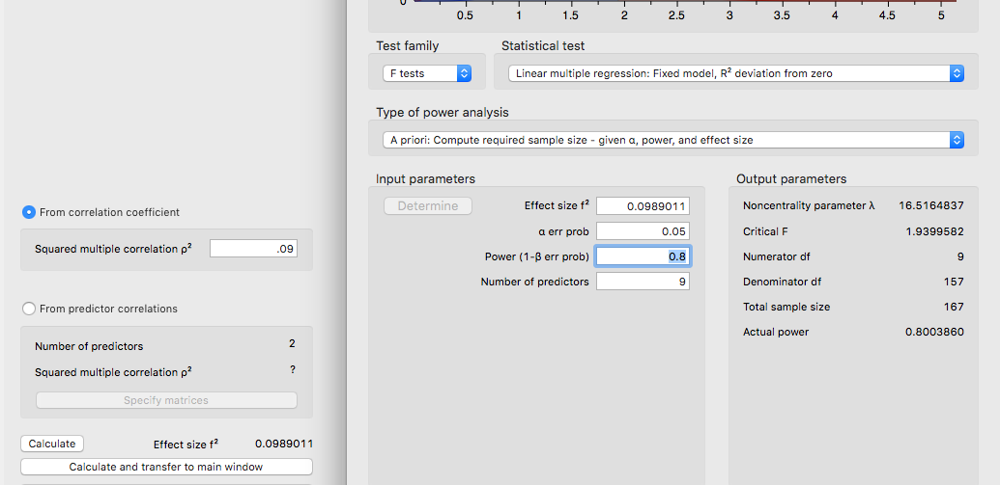 0
0.5 1 1.5 2 2.5 3 3.5 4 4.5 5
Test family
Statistical test
F tests
Linear multiple regression: Fixed model, R² deviation from zero
Type of power analysis
A priori: Compute required sample size - given α, power, and effect size
Input parameters
Determine
Effect size f² 0.0989011
α err prob 0.05
Power (1-β err prob) 0.8
Number of predictors 9
Output parameters
Noncentrality parameter λ 16.5164837
Critical F 1.9399582
Numerator df 9
Denominator df 157
Total sample size 167
Actual power 0.8003860
From correlation coefficient
Squared multiple correlation ρ² .09
From predictor correlations
Number of predictors 2
Squared multiple correlation ρ² ?
Specify matrices
Calculate
Effect size f² 0.0989011
Calculate and transfer to main window